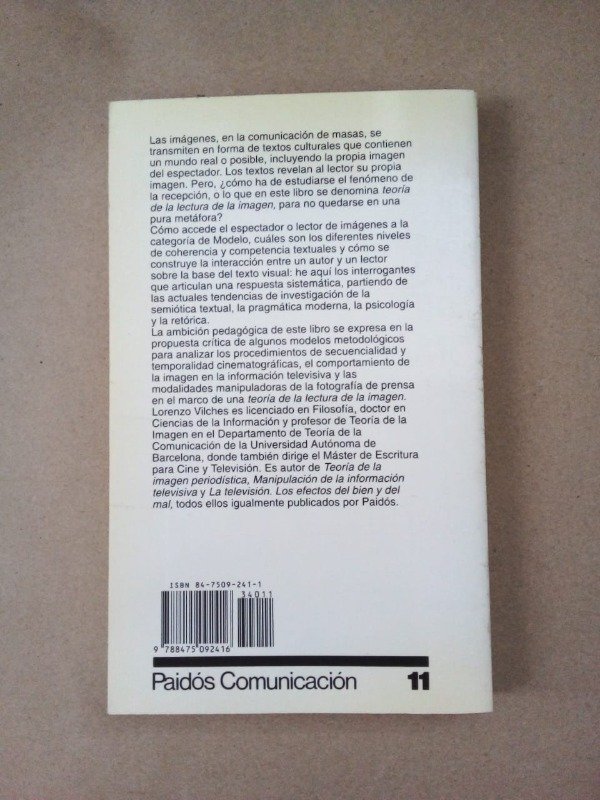 Las imágenes, en la comunicación de masas, se
transmiten en forma de textos culturales que contienen
un mundo real o posible, incluyendo la propia imagen
del espectador. Los textos revelan al lector su propia
imagen. Pero, ¿cómo ha de estudiarse el fenómeno de
la recepción, o lo que en este libro se denomina teoría
de la lectura de la imagen, para no quedarse en una
pura metáfora?
Cómo accede el espectador o lector de imágenes a la
categoría de Modelo, cuáles son los diferentes niveles
de coherencia y competencia textuales y cómo se
construye la interacción entre un autor y un lector
sobre la base del texto visual: he aquí los interrogantes
que articulan una respuesta sistemática, partiendo de
las actuales tendencias de investigación de la
semiótica textual, la pragmática moderna, la psicología
y la retórica.
La ambición pedagógica de este libro se expresa en la
propuesta crítica de algunos modelos metodológicos
para analizar los procedimientos de secuencialidad y
temporalidad cinematográficas, el comportamiento de
la imagen en la información televisiva y las
modalidades manipuladoras de la fotografía de prensa
en el marco de una teoría de la lectura de la imagen.
Lorenzo Vilches es licenciado en Filosofía, doctor en
Ciencias de la Información y profesor de Teoría de la
Imagen en el Departamento de Teoría de la
Comunicación de la Universidad Autónoma de
Barcelona, donde también dirige el Máster de Escritura
para Cine y Televisión. Es autor de Teoría de la
imagen periodística, Manipulación de la información
televisiva y La televisión. Los efectos del bien y del
mal, todos ellos igualmente publicados por Paidós.
ISBN 84-7509-241-1
34011
9 788475 092416
Paidós Comunicación 11